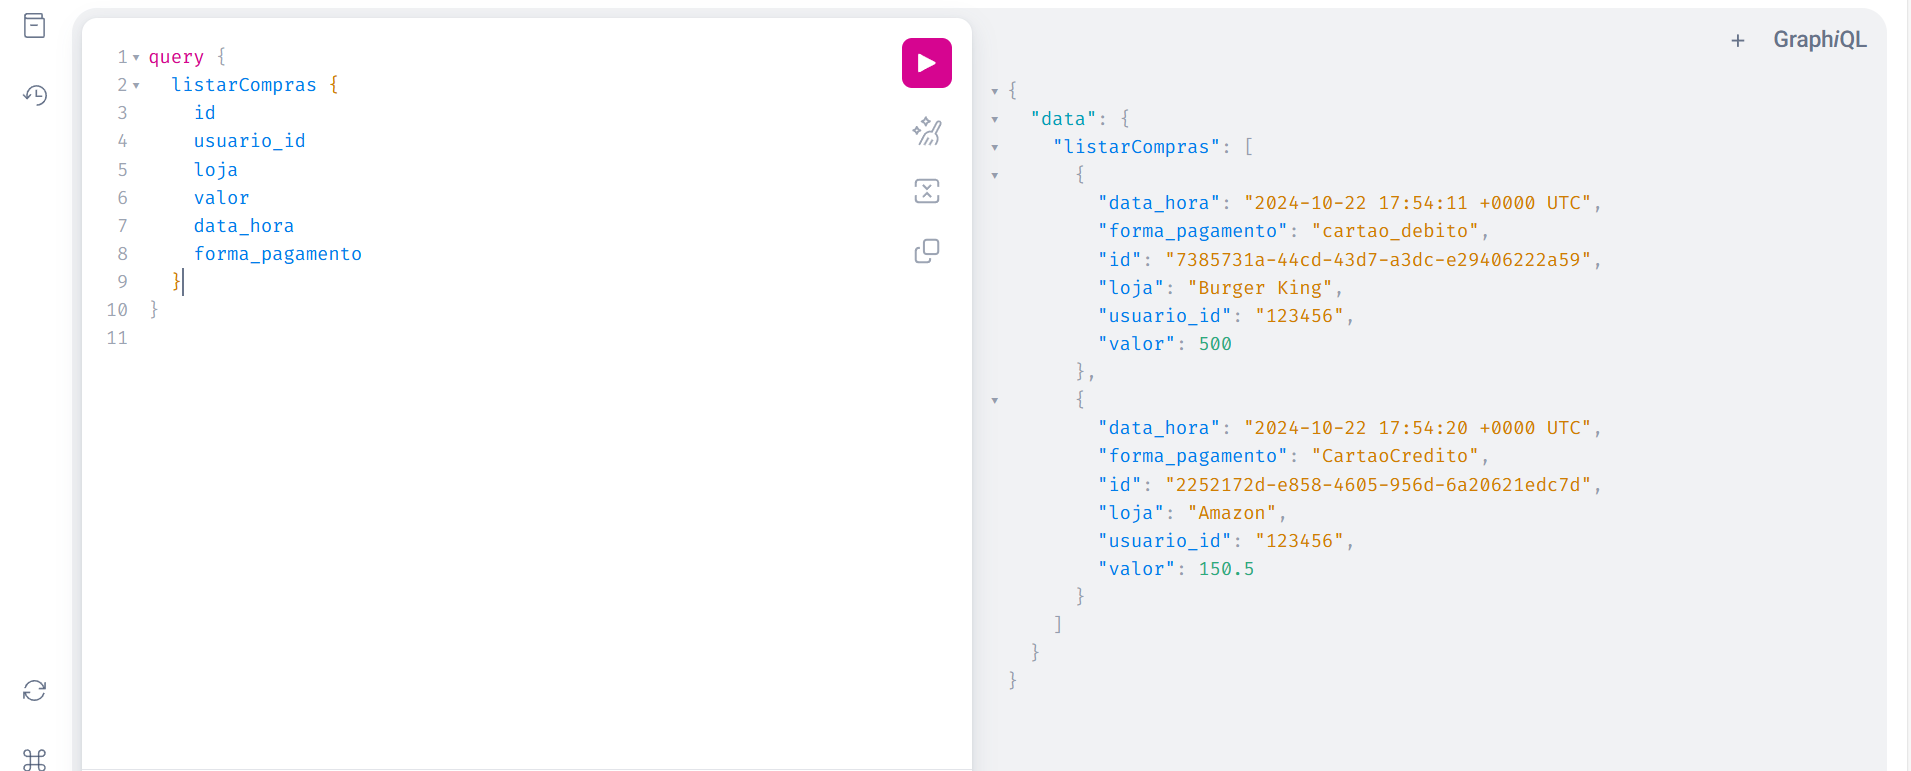 1 query {
2 listarCompras {
3 id
4 usuario_id
5 loja
6 valor
7 data_hora
8 forma_pagamento
9 }
10 }
11
+ GraphiQL
{
"data": {
"listarCompras": [
{
"data_hora": "2024-10-22 17:54:11 +0000 UTC",
"forma_pagamento": "cartao_debito",
"id": "7385731a-44cd-43d7-a3dc-e29406222a59",
"loja": "Burger King",
"usuario_id": "123456",
"valor": 500
},
{
"data_hora": "2024-10-22 17:54:20 +0000 UTC",
"forma_pagamento": "CartaoCredito",
"id": "2252172d-e858-4605-956d-6a20621edc7d",
"loja": "Amazon",
"usuario_id": "123456",
"valor": 150.5
}
]
}
}